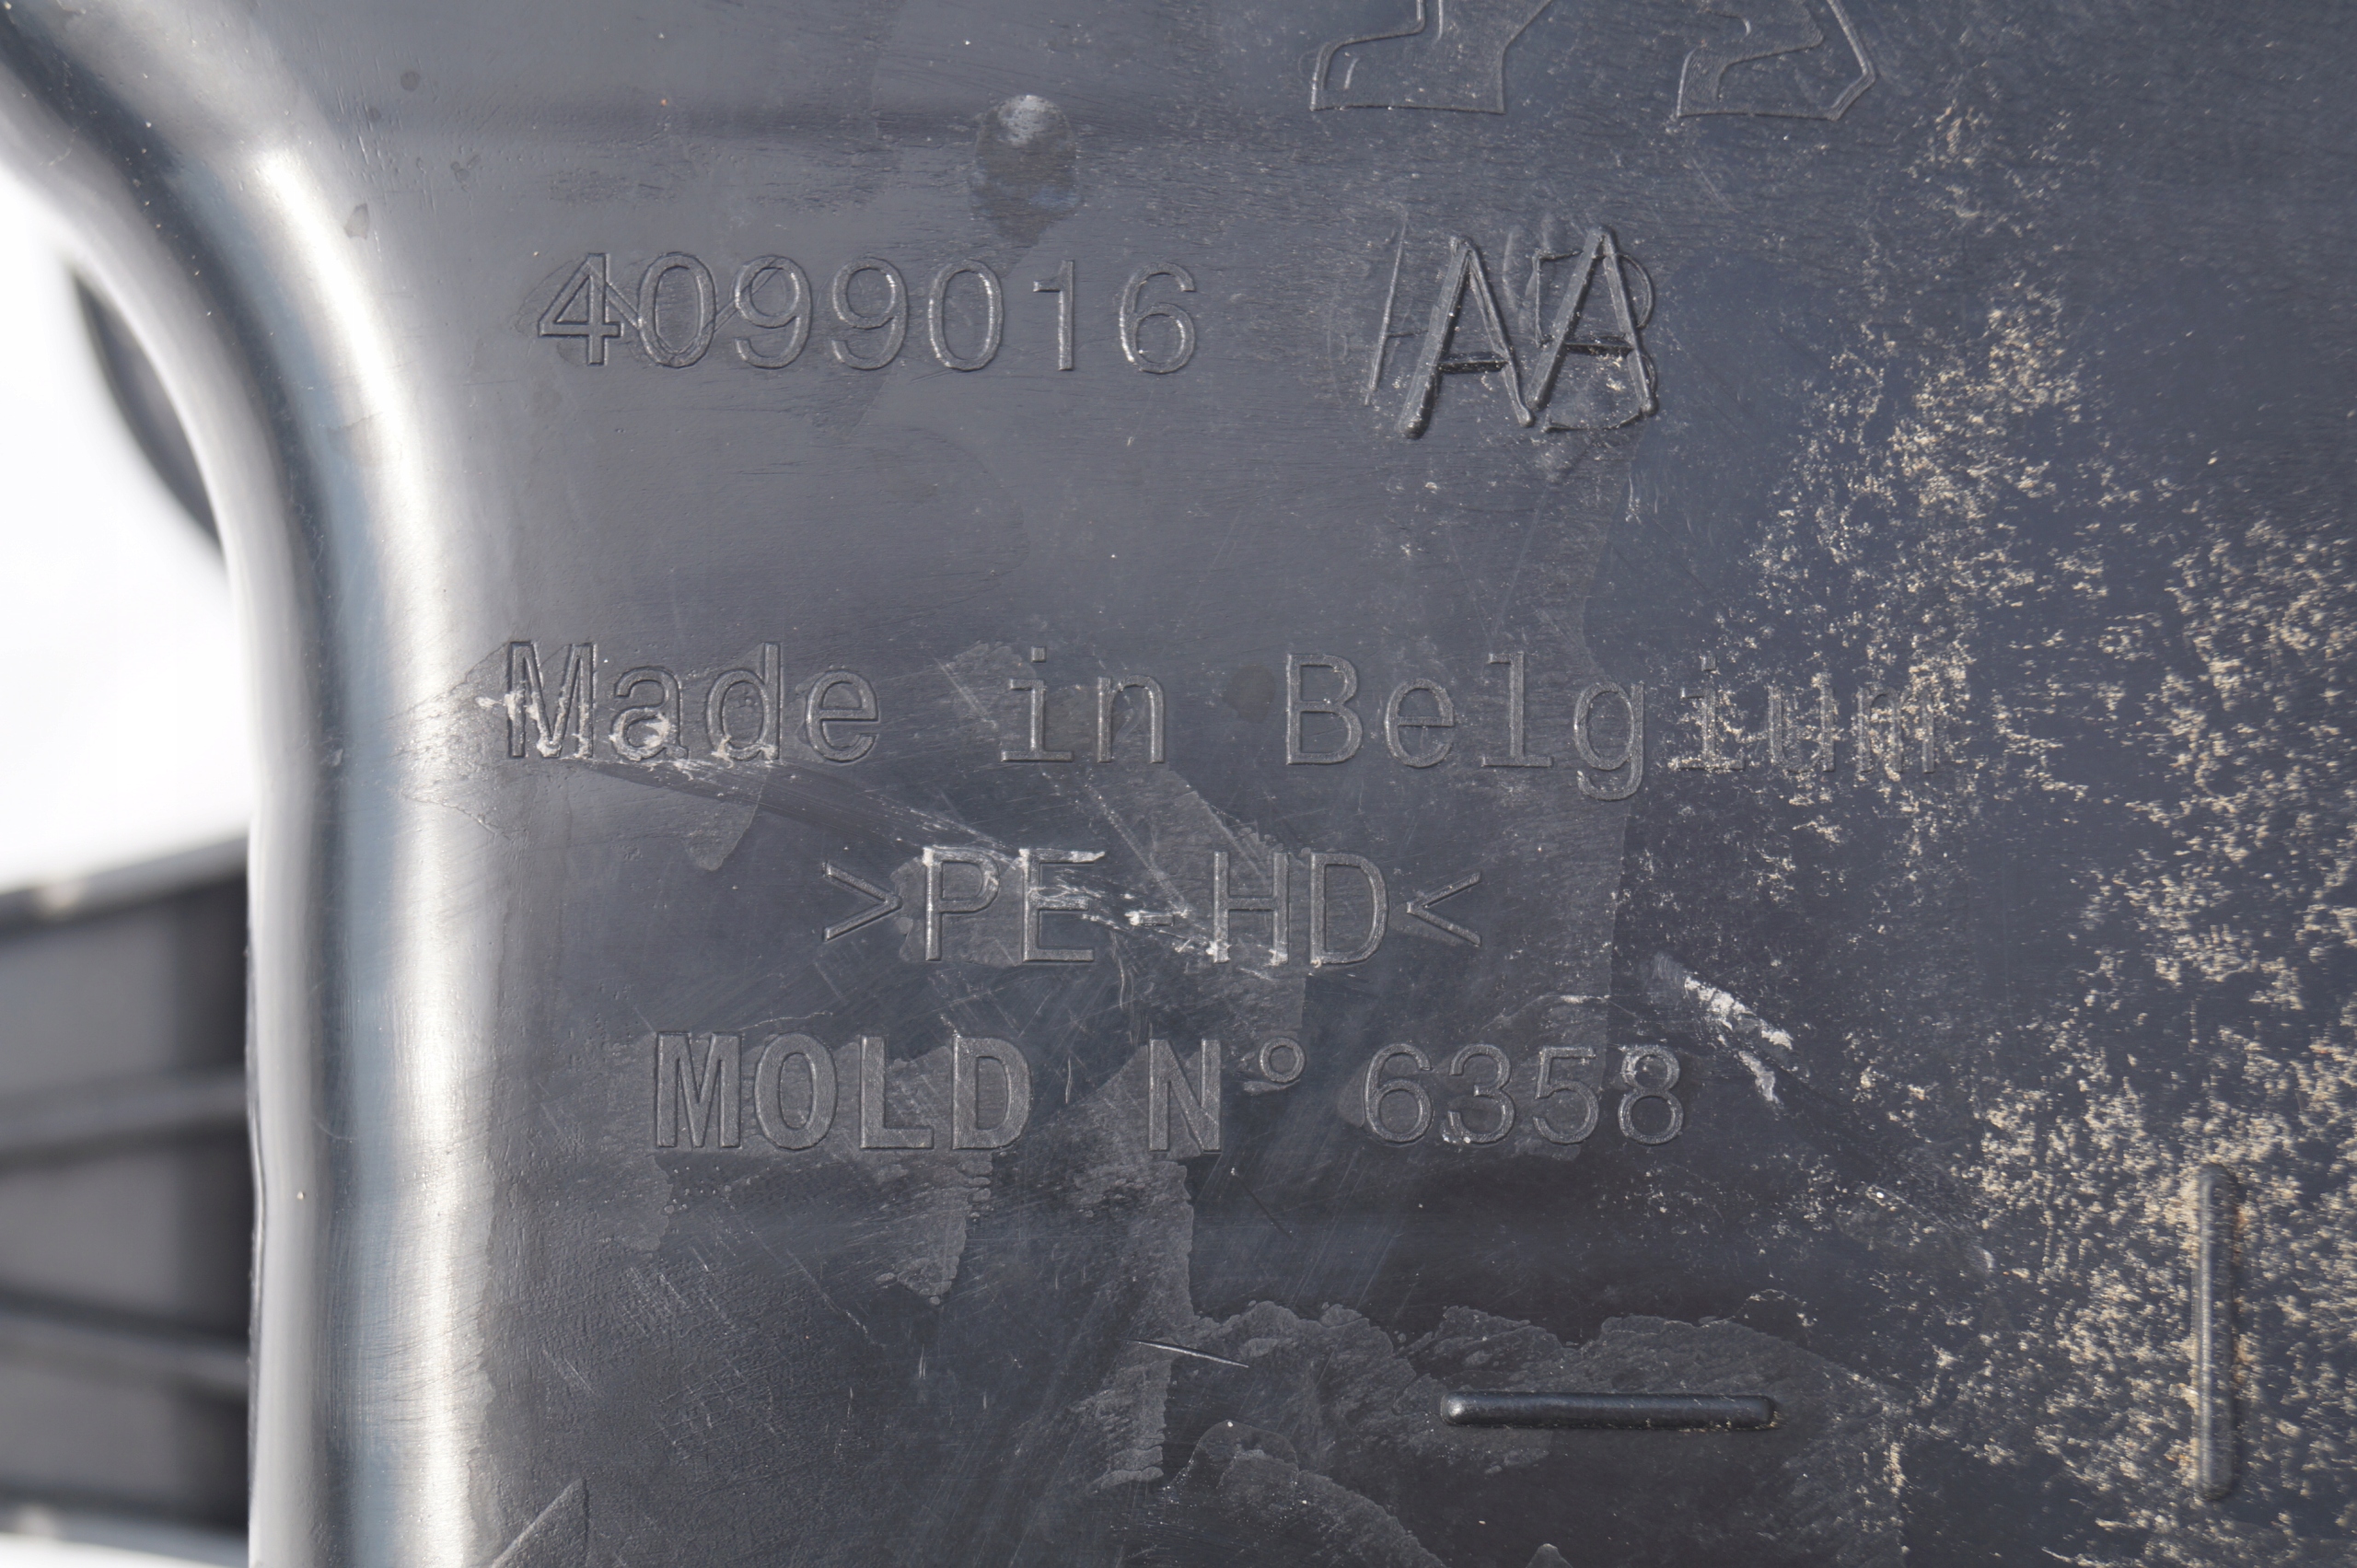 4099016 AA
Made in Belgium
>PE-HD<
MOLD N° 6358